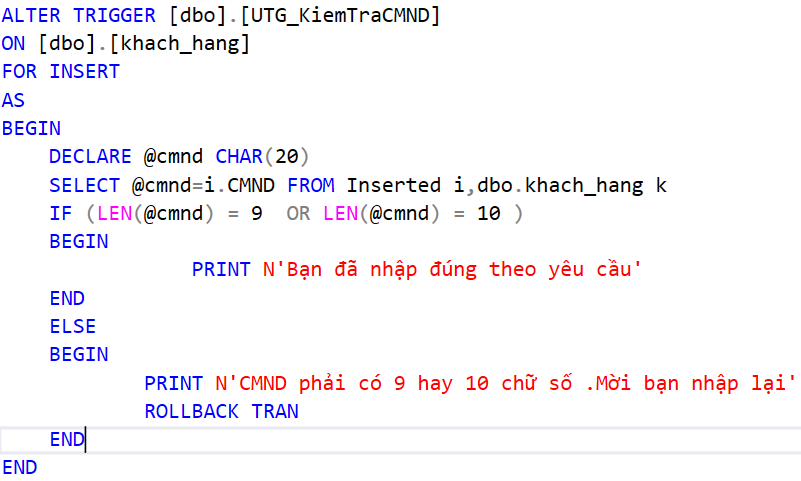 ALTER TRIGGER [dbo].[UTG_KiemTraCMND]
ON [dbo].[khach_hang]
FOR INSERT
AS
BEGIN
DECLARE @cmnd CHAR(20)
SELECT @cmnd=i.CMND FROM Inserted i,dbo.khach_hang k
IF (LEN(@cmnd) = 9  OR LEN(@cmnd) = 10 )
BEGIN
PRINT N'Bạn đã nhập đúng theo yêu cầu'
END
ELSE
BEGIN
PRINT N'CMND phải có 9 hay 10 chữ số .Mời bạn nhập lại'
ROLLBACK TRAN
END
END